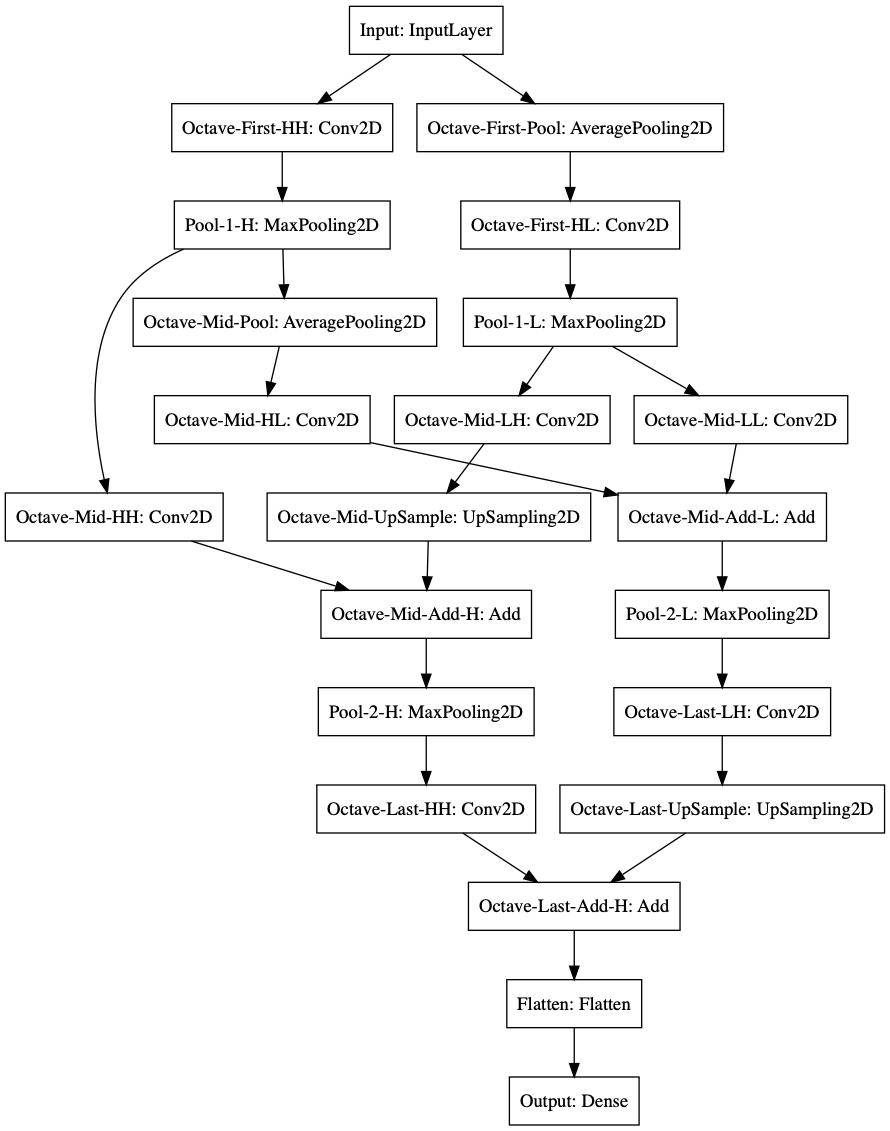 Input: InputLayer
Octave-First-HH: Conv2D
Octave-First-Pool: AveragePooling2D
Pool-1-H: MaxPooling2D
Octave-First-HL: Conv2D
Octave-Mid-Pool: AveragePooling2D
Pool-1-L: MaxPooling2D
Octave-Mid-HL: Conv2D
Octave-Mid-LH: Conv2D
Octave-Mid-LL: Conv2D
Octave-Mid-HH: Conv2D
Octave-Mid-UpSample: UpSampling2D
Octave-Mid-Add-L: Add
Octave-Mid-Add-H: Add
Pool-2-L: MaxPooling2D
Pool-2-H: MaxPooling2D
Octave-Last-LH: Conv2D
Octave-Last-HH: Conv2D
Octave-Last-UpSample: UpSampling2D
Octave-Last-Add-H: Add
Flatten: Flatten
Output: Dense